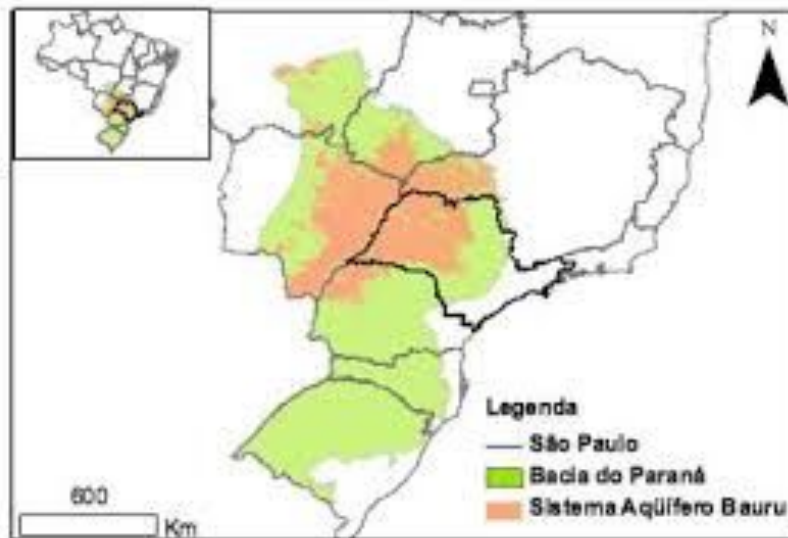 N
Legenda
São Paulo
Bacia do Paraná
Sistema Aqüífero Bauru
600
Km